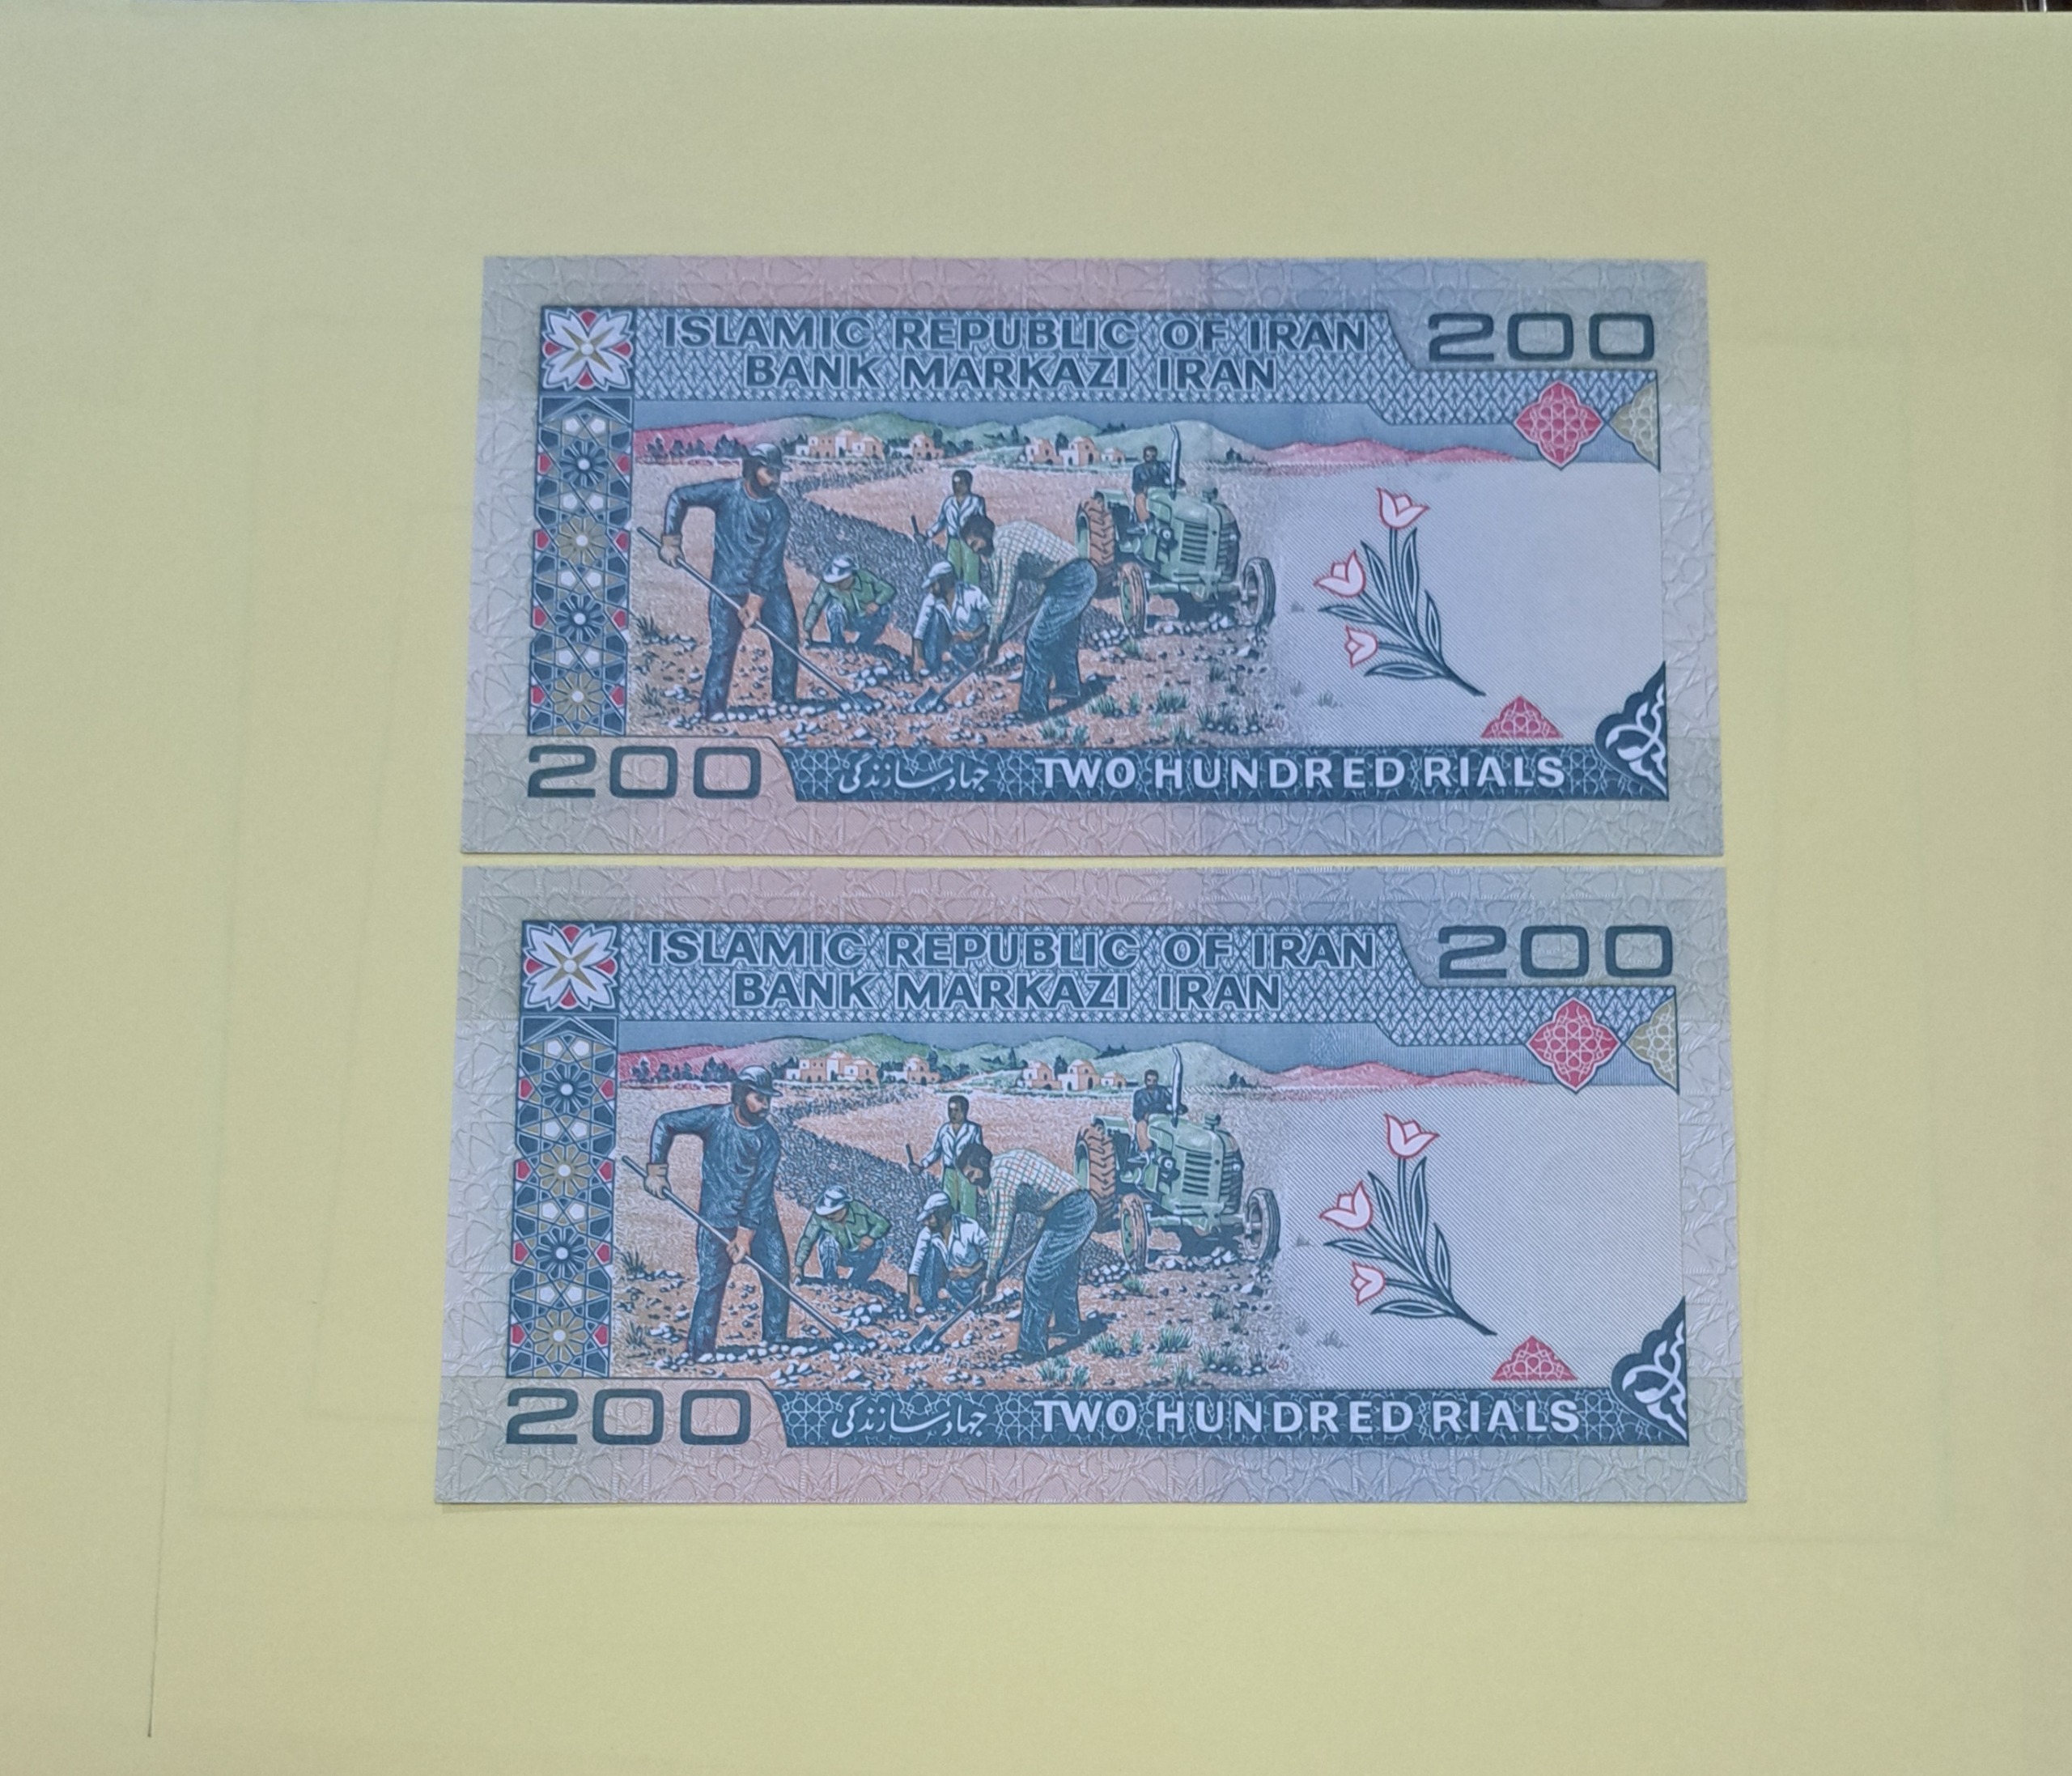 ISLAMIC REPUBLIC OF IRAN 200
BANK MARKAZI IRAN
200 جهاد سازندگی TWO HUNDRED RIALS
ISLAMIC REPUBLIC OF IRAN 200
BANK MARKAZI IRAN
200 جهاد سازندگی TWO HUNDRED RIALS